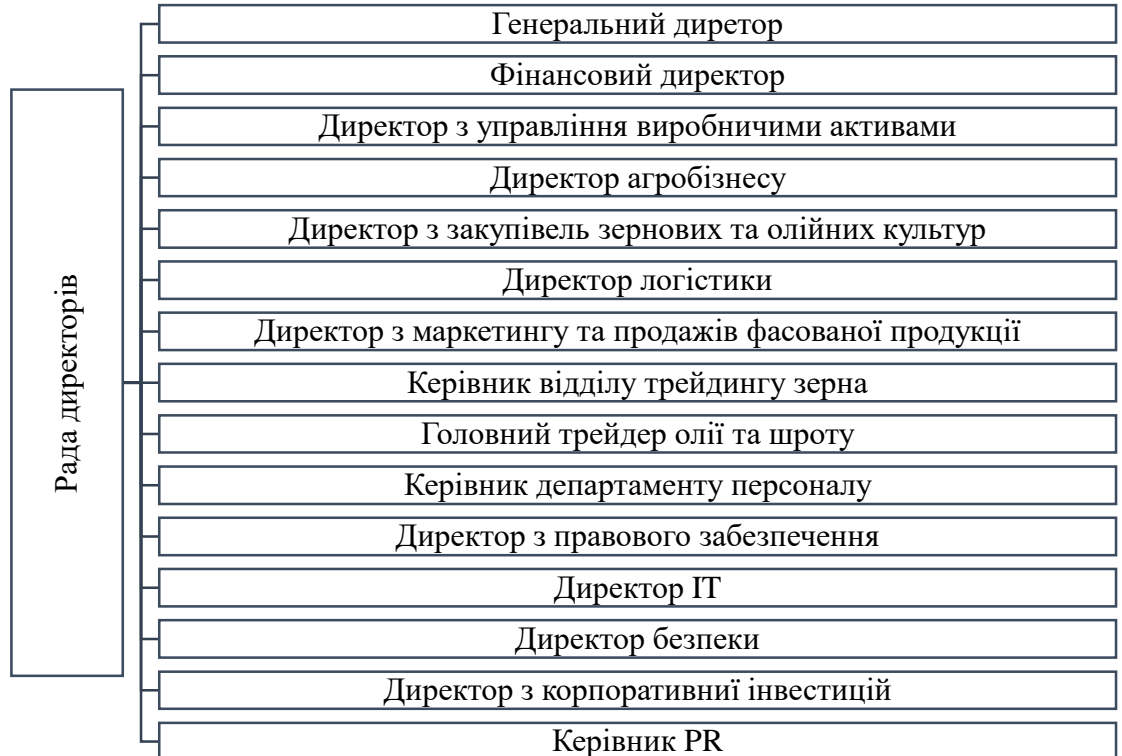 Рада директорів
Генеральний диретор
Фінансовий директор
Директор з управління виробничими активами
Директор агробізнесу
Директор з закупівель зернових та олійних культур
Директор логістики
Директор з маркетингу та продажів фасованої продукції
Керівник відділу трейдингу зерна
Головний трейдер олії та шроту
Керівник департаменту персоналу
Директор з правового забезпечення
Директор ІТ
Директор безпеки
Директор з корпоративниї інвестицій
Керівник PR